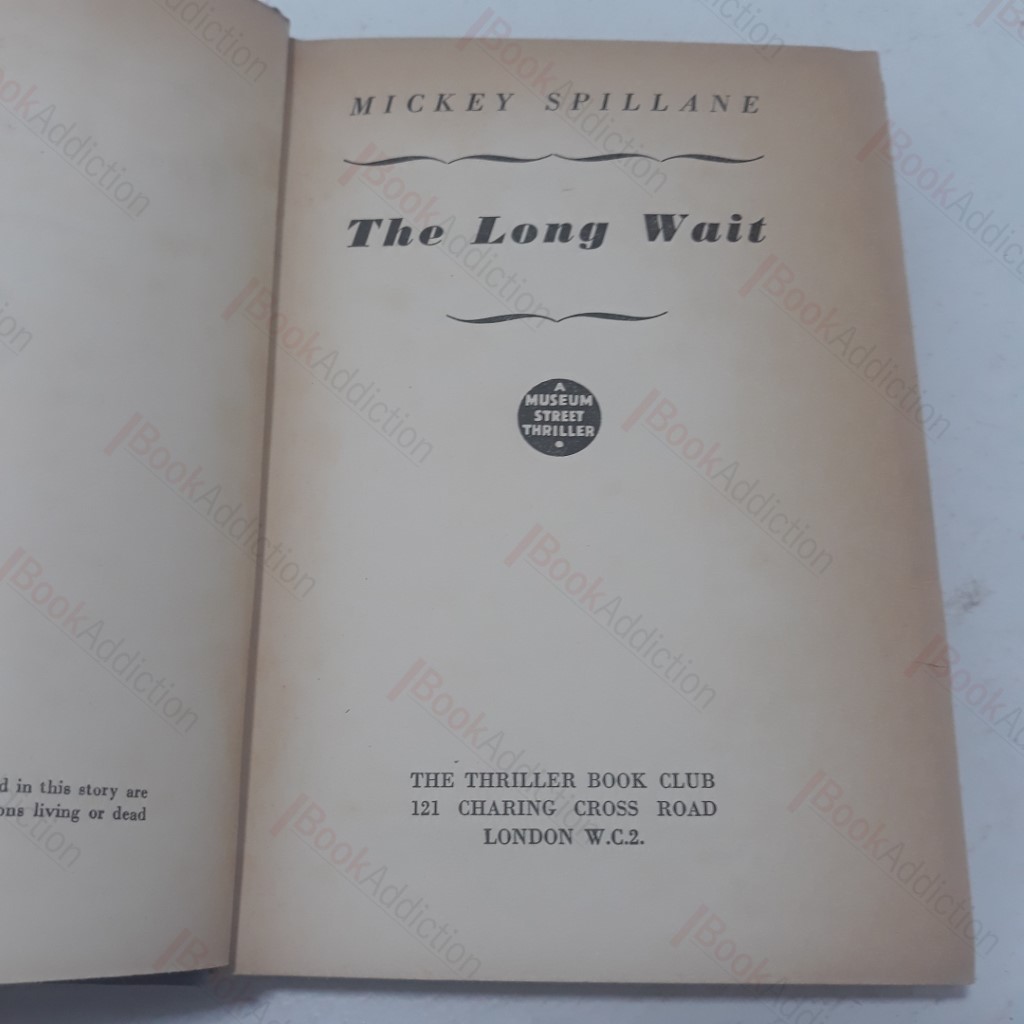 MICKEY SPILLANE
The Long Wait
A
MUSEUM
STREET
THRILLER
THE THRILLER BOOK CLUB
121 CHARING CROSS ROAD
LONDON W.C.2.
d in this story are
ons living or dead
BookAddiction